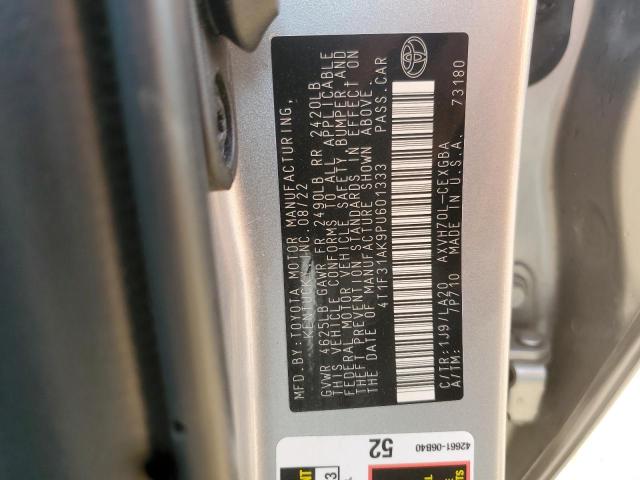 MFD.BY:TOYOTA MOTOR MANUFACTURING,
KENTUCKY, INC. 08/22
GVWR 4625LB GAWR FR 2490LB RR 2420LB
THIS VEHICLE CONFORMS TO ALL APPLICABLE
FEDERAL MOTOR VEHICLE SAFETY BUMPER AND
THEFT PREVENTION STANDARDS IN EFFECT ON
THE DATE OF MANUFACTURE SHOWN ABOVE.
4T1F31AK9PU601333 PASS.CAR
C/TR:1J9/LA20 AXVH70L-CEXGBA
A/TM: 7P710 MADE IN U.S.A. 73180
42661-06B40
52